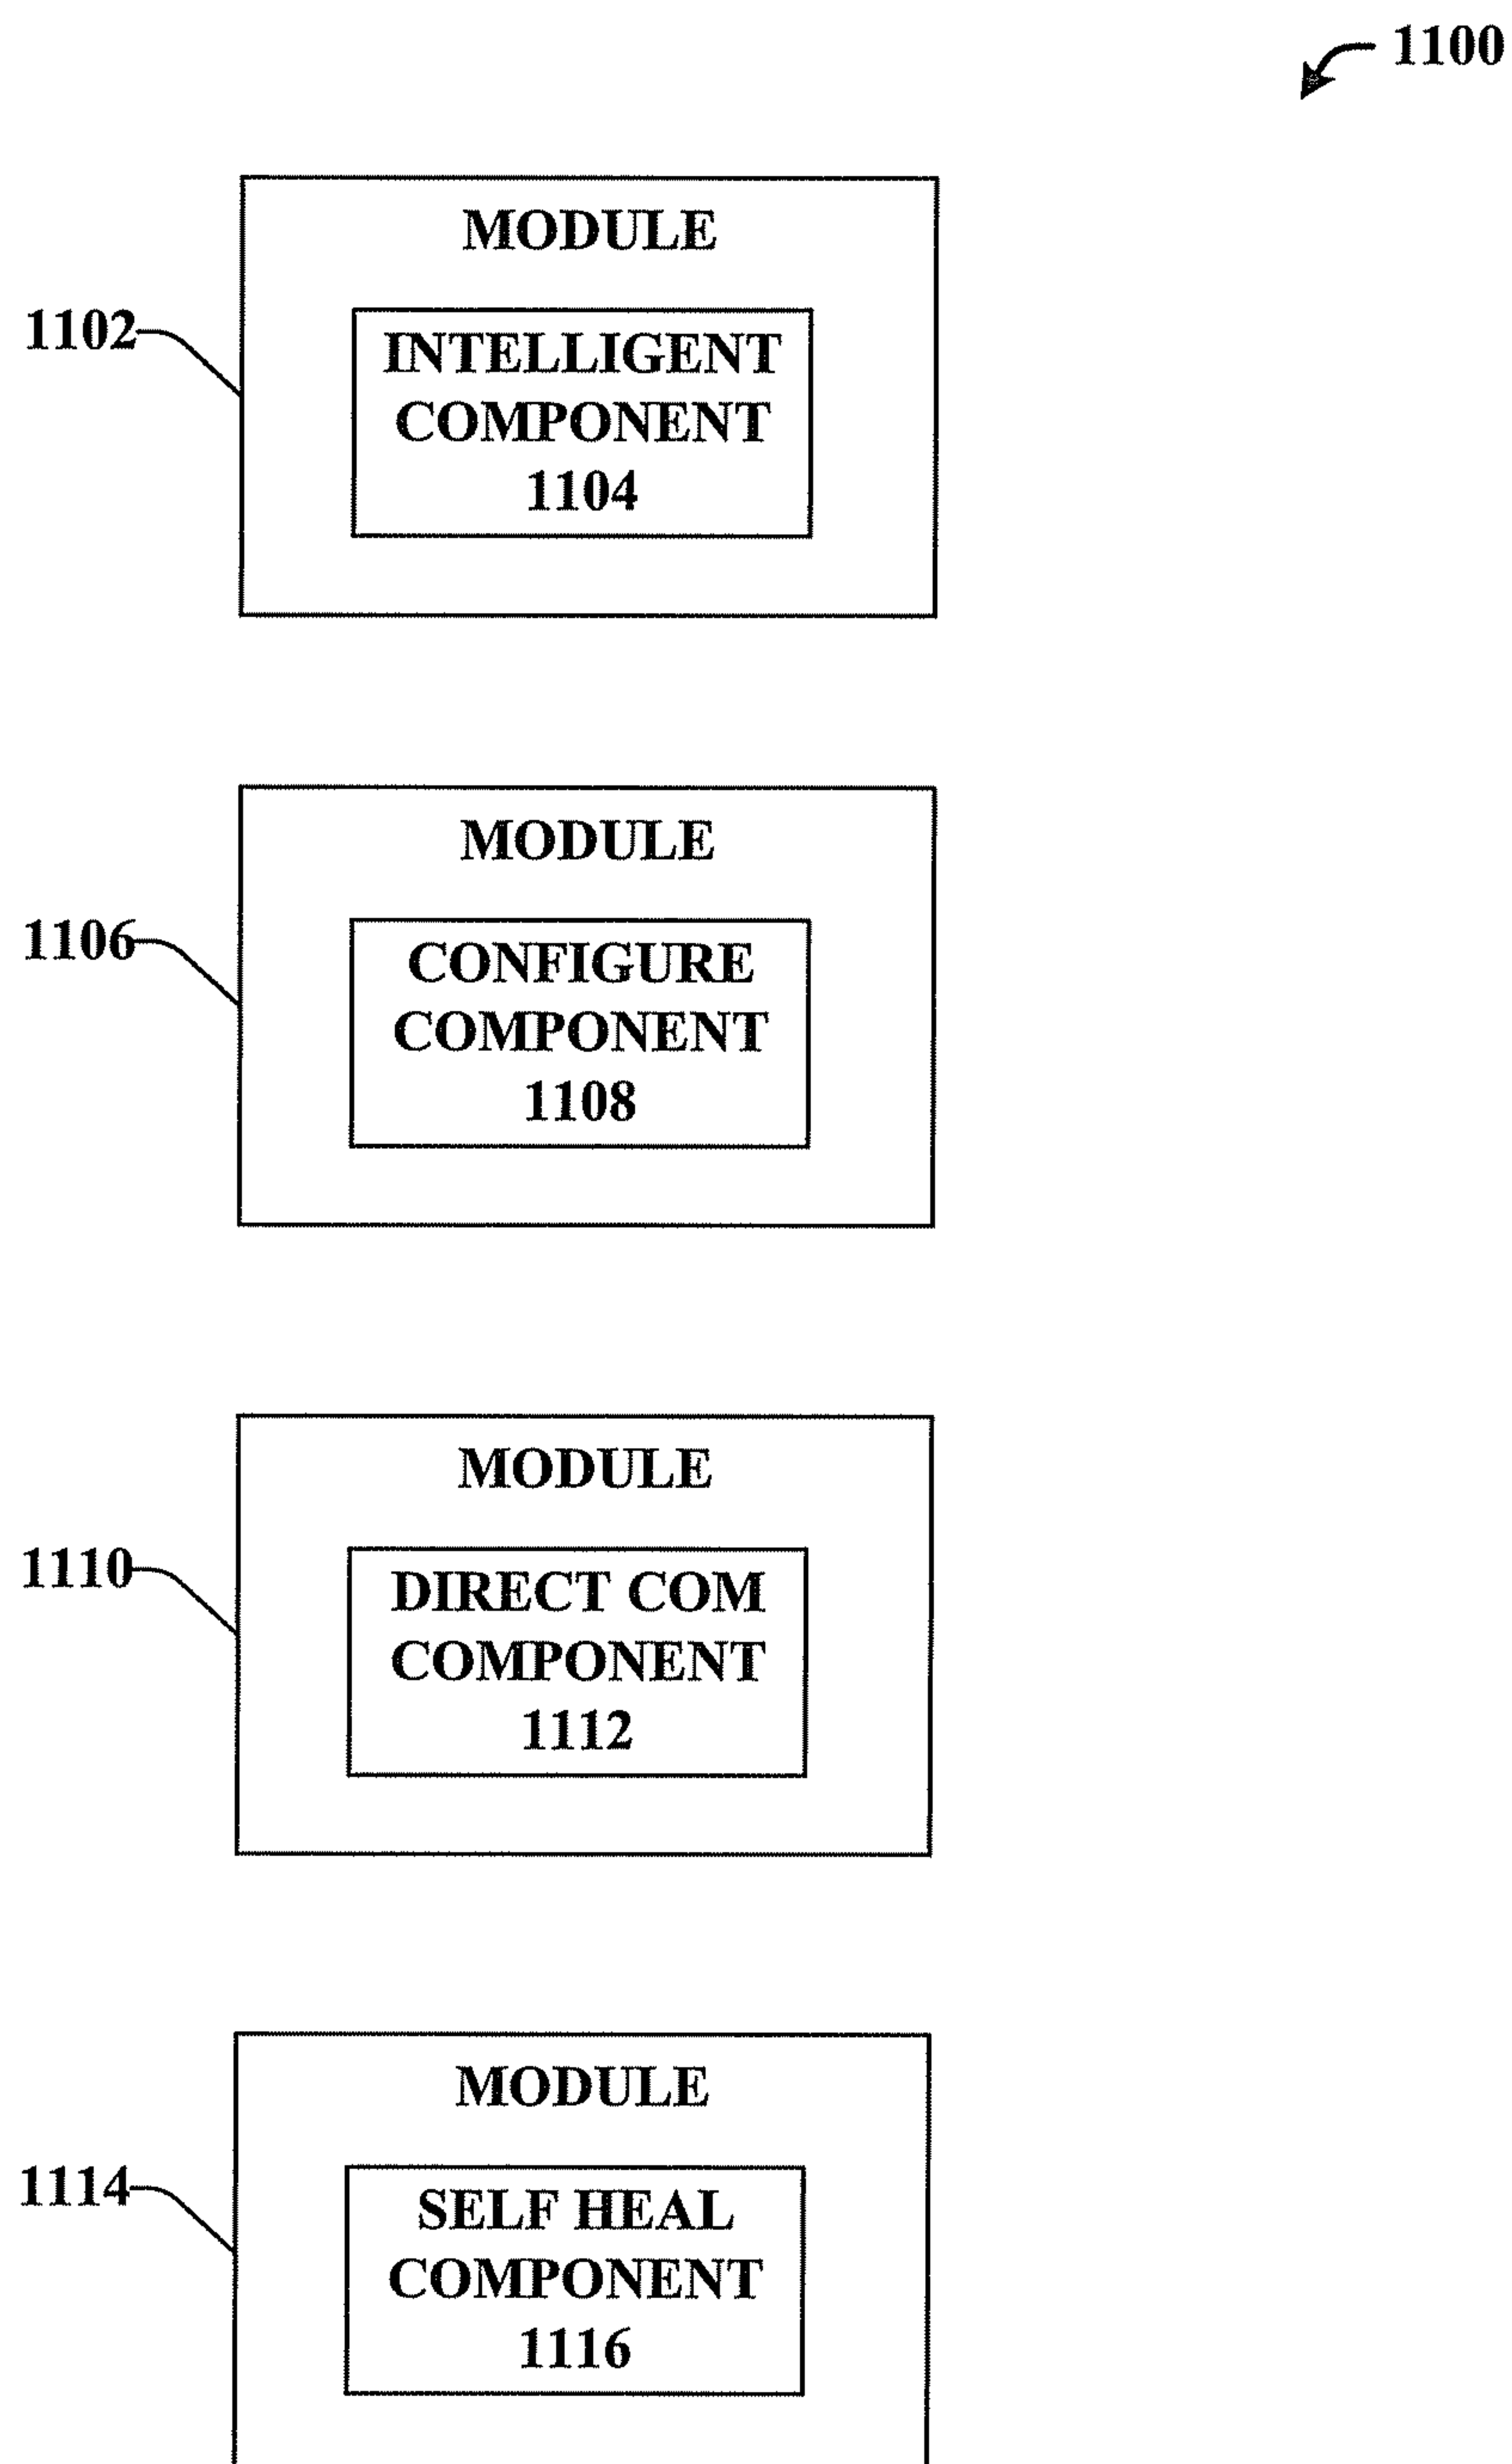 1100
MODULE
1102
INTELLIGENT
COMPONENT
1104
MODULE
1106
CONFIGURE
COMPONENT
1108
MODULE
1110
DIRECT COM
COMPONENT
1112
MODULE
1114
SELF HEAL
COMPONENT
1116